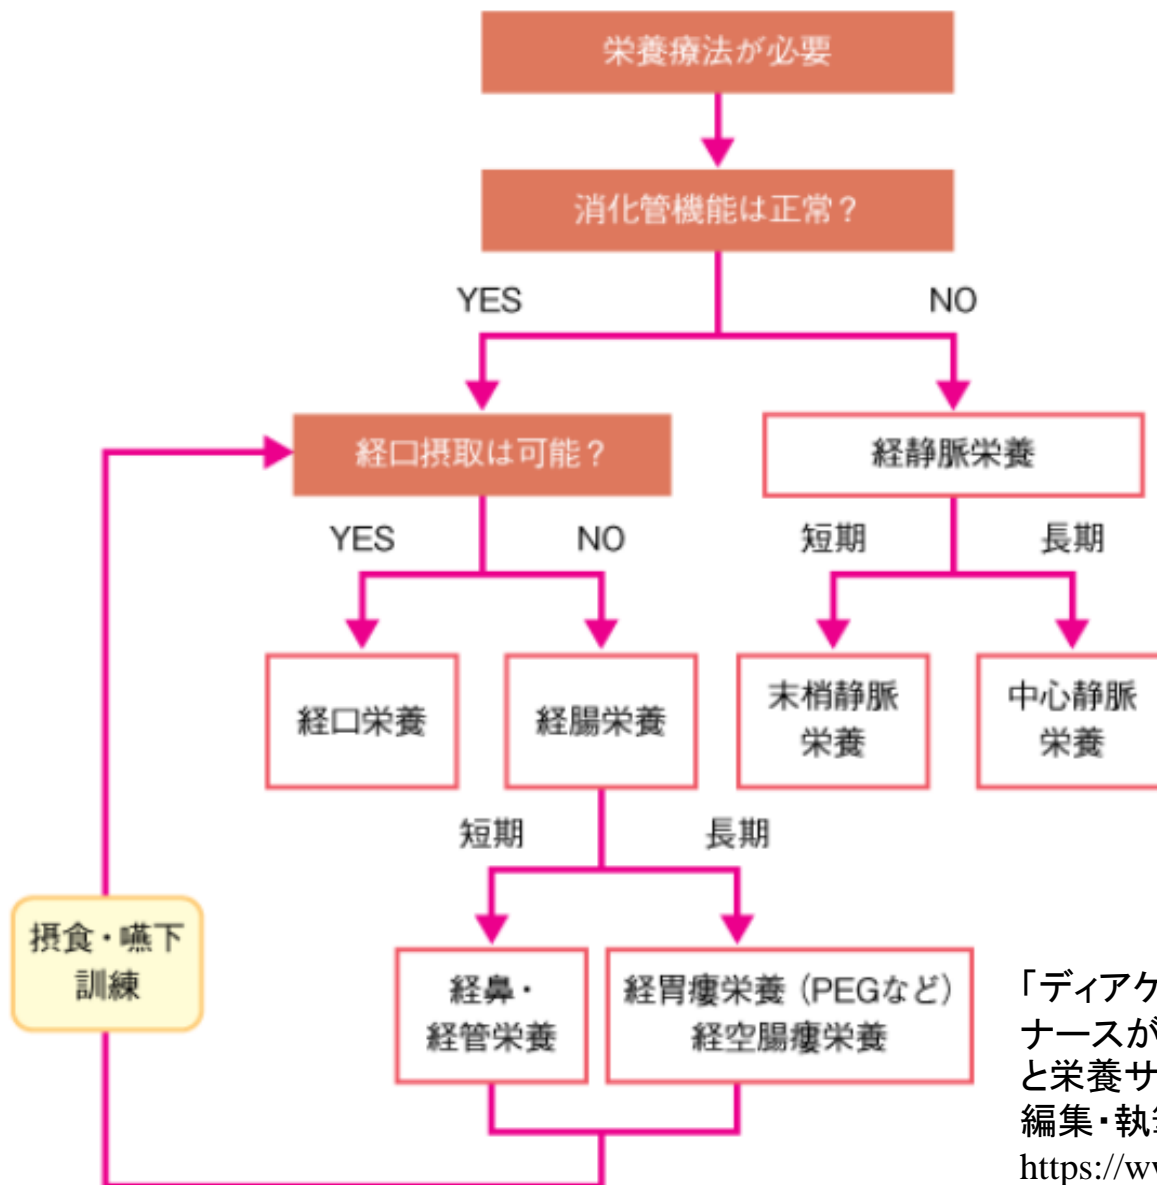 栄養療法が必要
消化管機能は正常？
YES
NO
経口摂取は可能？
経静脈栄養
YES
NO
短期
長期
経口栄養
経腸栄養
末梢静脈
栄養
中心静脈
栄養
短期
長期
摂食・嚥下
訓練
経鼻・
経管栄養
経胃瘻栄養（PEGなど）
経空腸瘻栄養
「ディアケ
ナースが
と栄養サ
編集・執
https://w